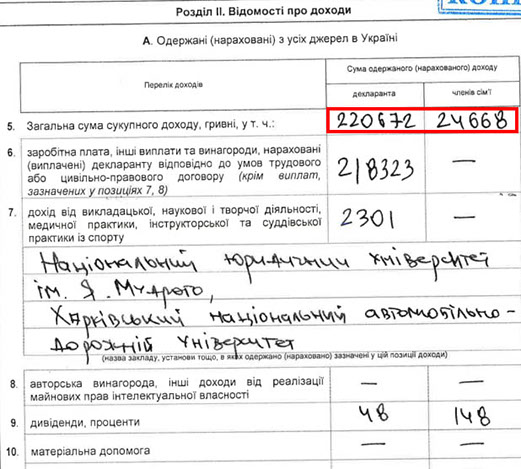 Розділ II. Відомості про доходи
А. Одержані (нараховані) з усіх джерел в Україні
Перелік доходів
Сума одержаного (нарахованого) доходу
декларанта
членів сім'ї
5. Загальна сума сукупного доходу, гривні, у т. ч.: 220672 24668
6. заробітна плата, інші виплати та винагороди, нараховані
(виплачені) декларанту відповідно до умов трудового
або цивільно-правового договору (крім виплат,
зазначених у позиціях 7, 8)
218323 —
7. дохід від викладацької, наукової і творчої діяльності,
медичної практики, інструкторської та суддівської
практики із спорту
2301 —
Національний юридичний університет
ім. Я. Мудрого,
Харківський національний автомобільно-
дорожній університет
(назва закладу, установи тощо, в яких одержано (нараховано) зазначені у цій позиції доходи)
8. авторська винагорода, інші доходи від реалізації
майнових прав інтелектуальної власності
— —
9. дивіденди, проценти 48 148
10. матеріальна допомога — —